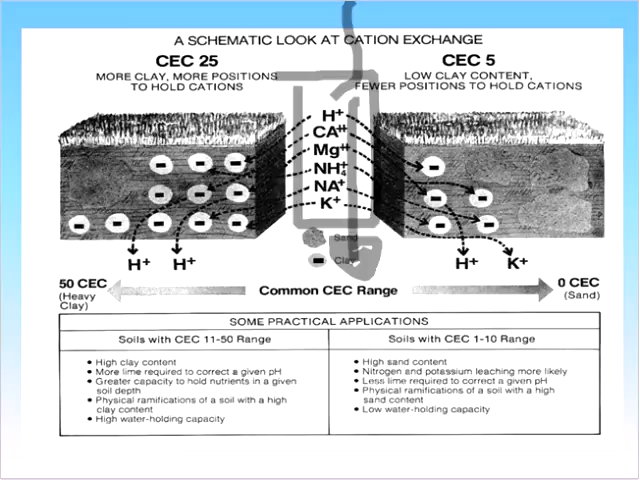 A SCHEMATIC LOOK AT CATION EXCHANGE
CEC 25
MORE CLAY, MORE POSITIONS
TO HOLD CATIONS
CEC 5
LOW CLAY CONTENT,
FEWER POSITIONS TO HOLD CATIONS
H+
CA++
Mg++
NH4+
NA+
K+
Sand
Clay
H+ H+
H+ K+
50 CEC
(Heavy
Clay)
Common CEC Range
0 CEC
(Sand)
SOME PRACTICAL APPLICATIONS
Soils with CEC 11-50 Range
• High clay content
• More lime required to correct a given pH
• Greater capacity to hold nutrients in a given
soil depth
• Physical ramifications of a soil with a high
clay content
• High water-holding capacity
Soils with CEC 1-10 Range
• High sand content
• Nitrogen and potassium leaching more likely
• Less lime required to correct a given pH
• Physical ramifications of a soil with a high
sand content
• Low water-holding capacity